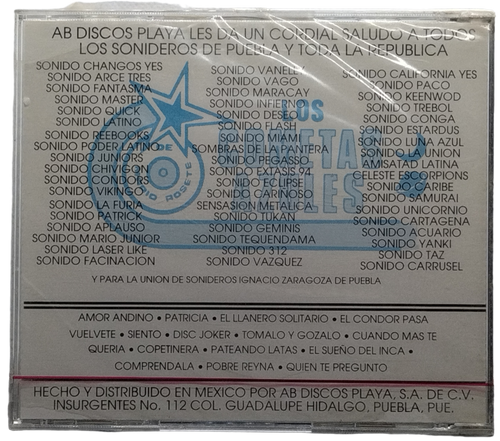 AB DISCOS PLAYA LES DA UN CORDIAL SALUDO A TODOS
LOS SONIDEROS DE PUEBLA Y TODA LA REPUBLICA
SONIDO CHANGOS YES
SONIDO ARCE TRES
SONIDO FANTASMA
SONIDO MASTER
SONIDO QUICK
SONIDO LATINO
SONIDO REEBOOKS
SONIDO PODER LATINO
SONIDO JUNIORS
SONIDO CHIVERO
SONIDO CONDORS
SONIDO VIKINGO
SONIDO LA FURIA
SONIDO PATRICK
SONIDO APLAUSO
SONIDO MARIO JUNIOR
SONIDO LASER LIKE
SONIDO FACINACION
SONIDO VANELEY
SONIDO VAGO
SONIDO MARACAY
SONIDO
SONIDO
SONIDO FLASH
SONIDO MIAMI
SOMBRAS DE PANTERA
SONIDO PEGASSO
SONIDO EXTASIS 94
SONIDO ECLIPSE
SONIDO CARIÑOSO
SENSASION METALICA
SONIDO TUKAN
SONIDO GEMINIS
SONIDO TEQUENDAMA
SONIDO 312
SONIDO VAZQUEZ
SONIDO CALIFORNIA YES
SONIDO PACO
SONIDO KEENWOD
SONIDO TREBOL
SONIDO CONGA
SONIDO ESTARDUS
SONIDO LINEA AZUL
SONIDO LA UNION
AMISATAD LATINA
CELESTE SCORPIONS
SONIDO CARIBE
SONIDO SAMURAI
SONIDO UNICORNIO
SONIDO CARTAGENA
SONIDO ACUARIO
SONIDO YANKI
SONIDO TAZ
SONIDO CARRUSEL
LOS
DE
ROSETE
Y PARA LA UNION DE SONIDEROS IGNACIO ZARAGOZA DE PUEBLA
AMOR ANDINO • PATRICIA • EL LLANERO SOLITARIO • EL CONDOR PASA
VUELVETE • SIENTO • DISC JOKER • TOMALO Y GOZALO • CUANDO MAS TE
QUERIA • COPETINERA • PATEANDO LATAS • EL SUEÑO DEL INCA •
COMPRENDALA • POBRE REYNA • QUIEN TE PREGUNTO
HECHO Y DISTRIBUIDO EN MEXICO POR AB DISCOS PLAYA, S.A. DE C.V.
INSURGENTES No. 112 COL. GUADALUPE HIDALGO, PUEBLA, PUE.